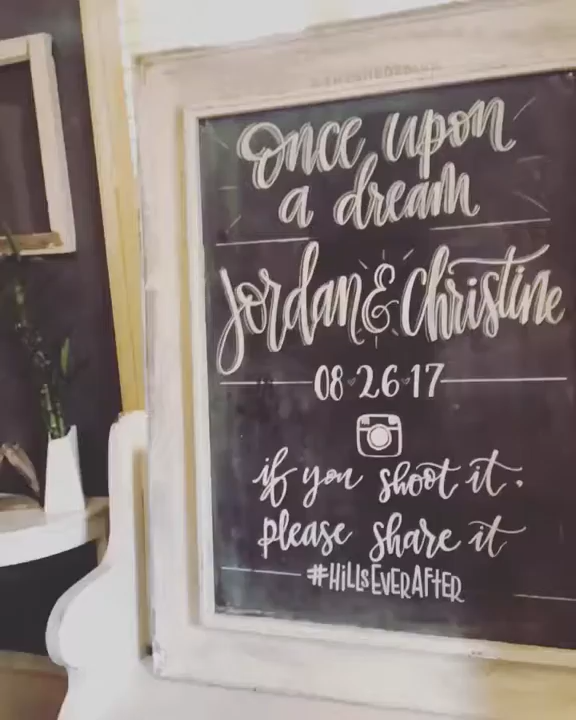 Once upon
a dream
Jordan & Christine
08·26·17
if you shoot it:
please share it
#HillsEverAfter